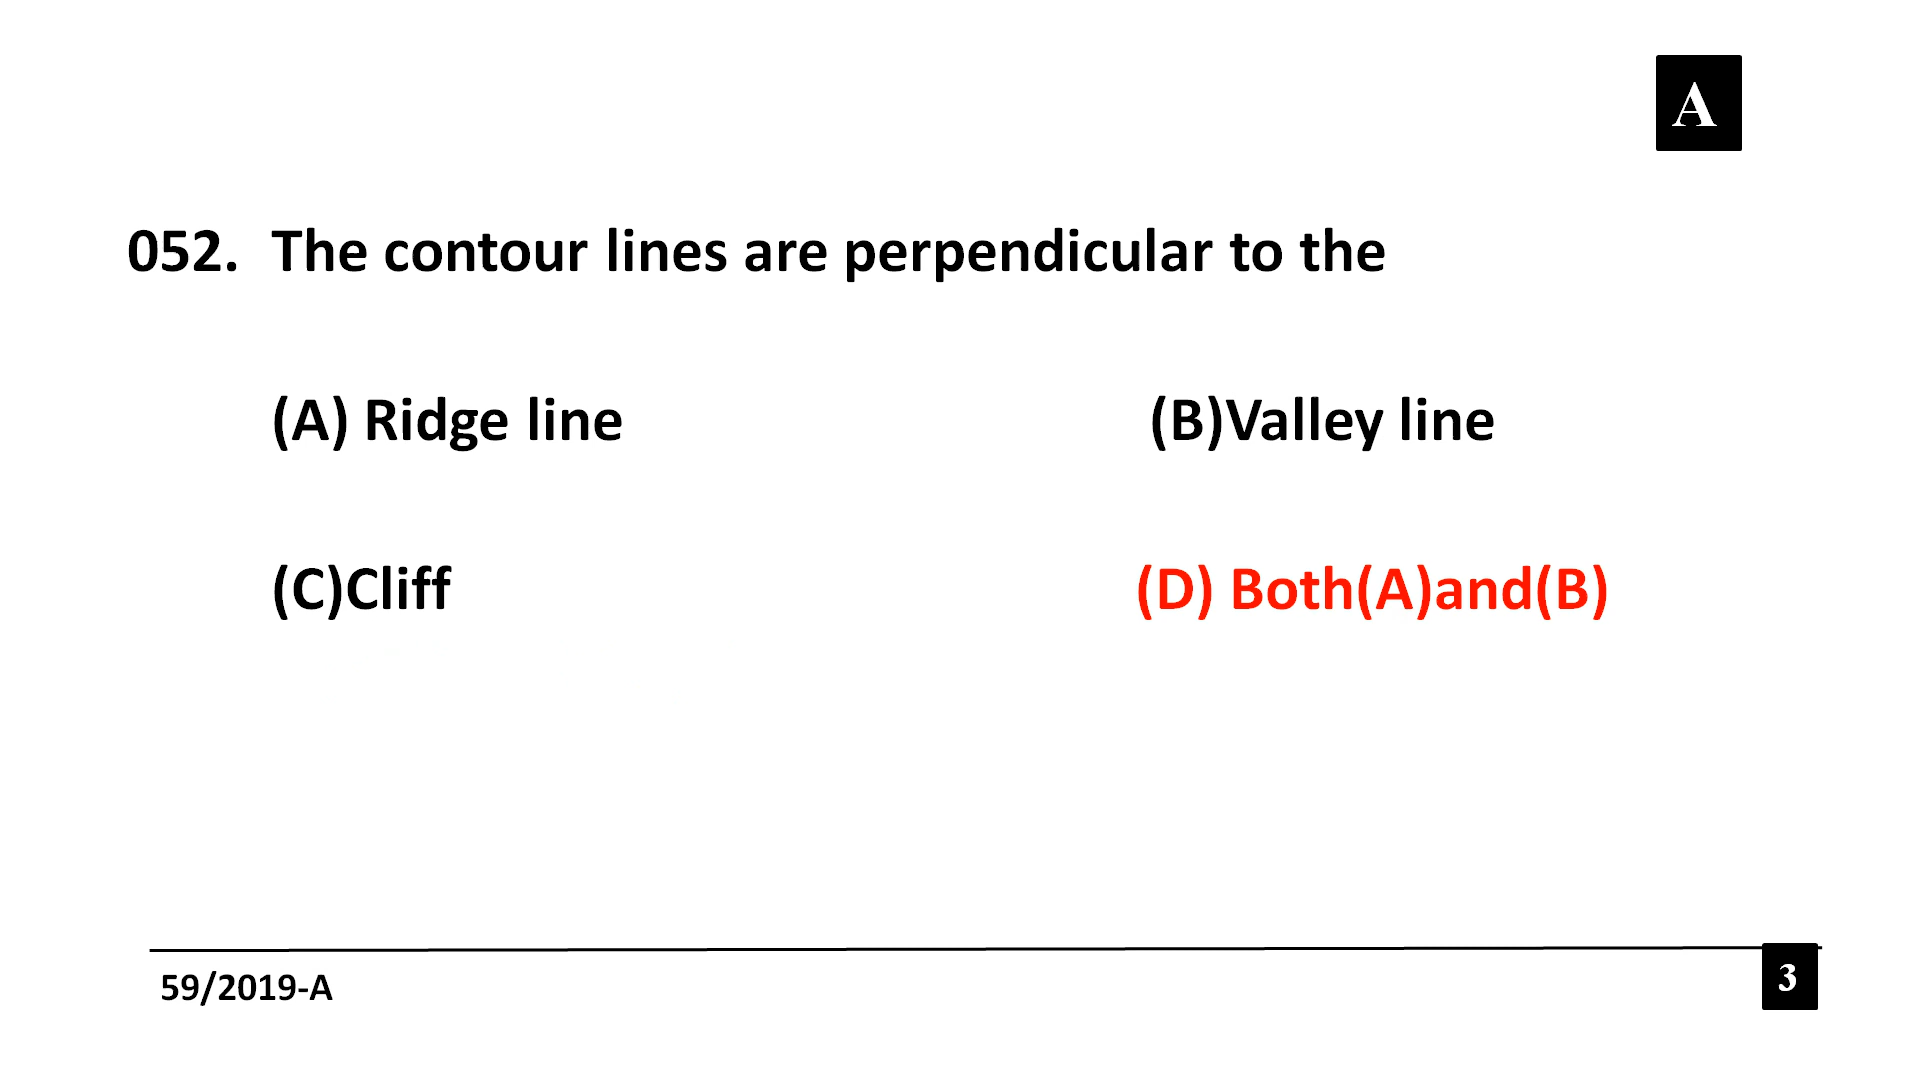 A
052. The contour lines are perpendicular to the
(A) Ridge line (B)Valley line
(C)Cliff (D) Both(A)and(B)
59/2019-A 3